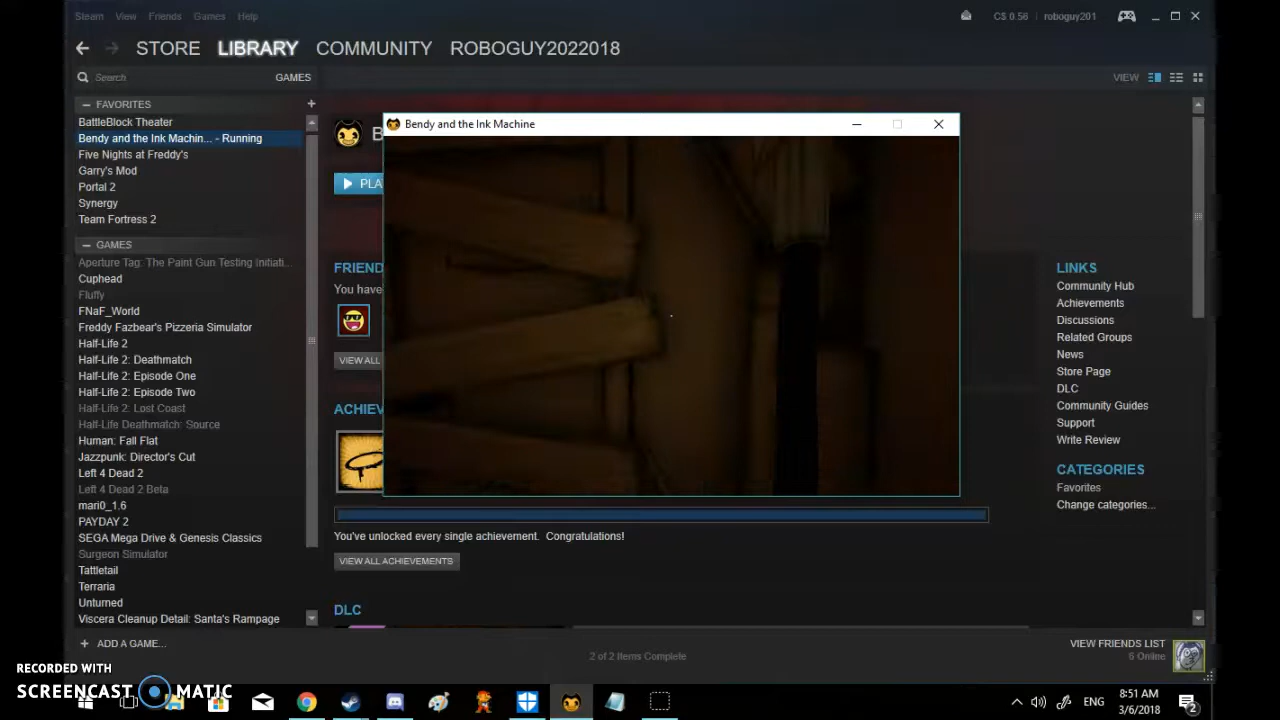 Steam View Friends Games Help
C$ 0.56 roboguy201
STORE LIBRARY COMMUNITY ROBOGUY2022018
Search GAMES
VIEW
FAVORITES
BattleBlock Theater
Bendy and the Ink Machin... - Running
Five Nights at Freddy's
Garry's Mod
Portal 2
Synergy
Team Fortress 2
GAMES
Aperture Tag: The Paint Gun Testing Initiati...
Cuphead
Fluffy
FNaF_World
Freddy Fazbear's Pizzeria Simulator
Half-Life 2
Half-Life 2: Deathmatch
Half-Life 2: Episode One
Half-Life 2: Episode Two
Half-Life 2: Lost Coast
Half-Life Deathmatch: Source
Human: Fall Flat
Jazzpunk: Director's Cut
Left 4 Dead 2
Left 4 Dead 2 Beta
mari0_1.6
PAYDAY 2
SEGA Mega Drive & Genesis Classics
Surgeon Simulator
Tattletail
Terraria
Unturned
Viscera Cleanup Detail: Santa's Rampage
ADD A GAME...
B
PLA
FRIEND
You have
VIEW ALL
ACHIEV
Bendy and the Ink Machine
You've unlocked every single achievement. Congratulations!
VIEW ALL ACHIEVEMENTS
DLC
2 of 2 Items Complete
LINKS
Community Hub
Achievements
Discussions
Related Groups
News
Store Page
DLC
Community Guides
Support
Write Review
CATEGORIES
Favorites
Change categories...
VIEW FRIENDS LIST
6 Online
RECORDED WITH
SCREENCAST MATIC
ENG
8:51 AM
3/6/2018
2